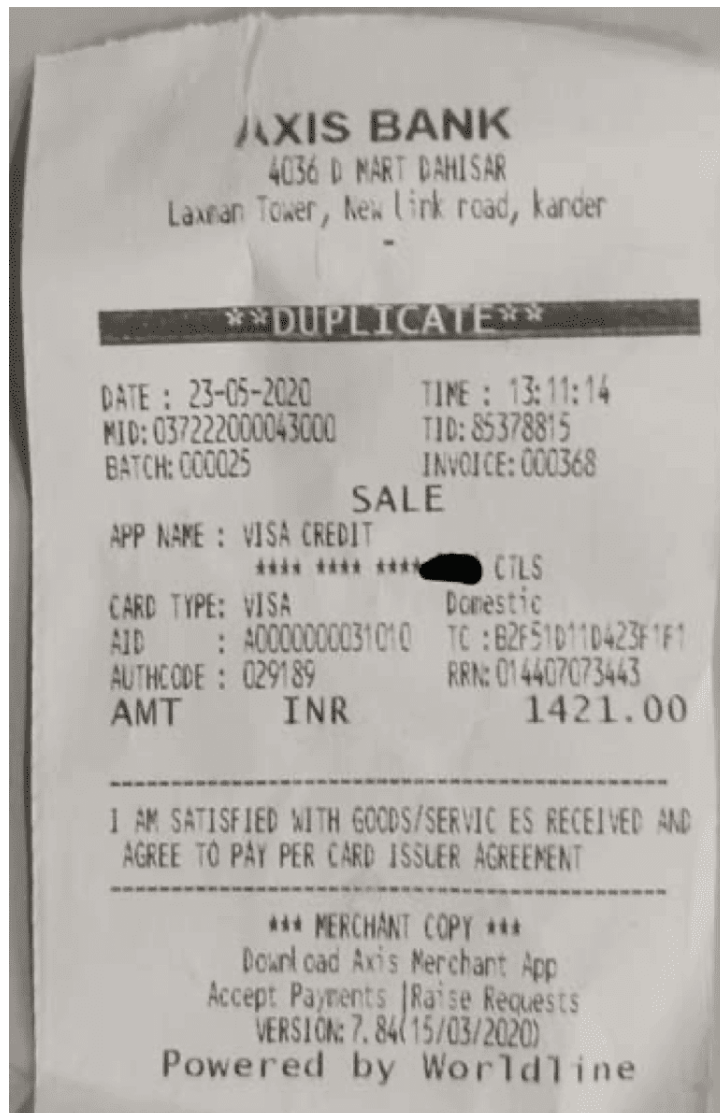 AXIS BANK
4036 D MART DAHISAR
Laxman Tower, New link road, kander
-
**DUPLICATE**
DATE : 23-05-2020 TIME : 13:11:14
MID:037222000043000 TID:85378815
BATCH:000025 INVOICE:000368
SALE
APP NAME : VISA CREDIT
**** **** **** CTLS
CARD TYPE: VISA Domestic
AID : A0000000031010 TC :B2F51D11D423F1F1
AUTHCODE : 029189 RRN:014407073443
AMT INR 1421.00
I AM SATISFIED WITH GOODS/SERVIC ES RECEIVED AND
AGREE TO PAY PER CARD ISSUER AGREEMENT
*** MERCHANT COPY ***
Download Axis Merchant App
Accept Payments |Raise Requests
VERSION:7.84(15/03/2020)
Powered by Worldline